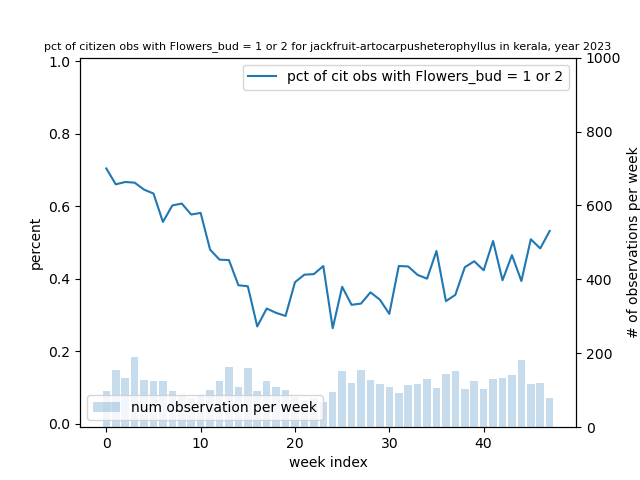 pct of citizen obs with Flowers_bud = 1 or 2 for jackfruit-artocarpusheterophyllus in kerala, year 2023
pct of cit obs with Flowers_bud = 1 or 2
1.0
0.8
0.6
0.4
0.2
0.0
percent
1000
800
600
400
200
0
# of observations per week
num observation per week
0
10
20
30
40
week index